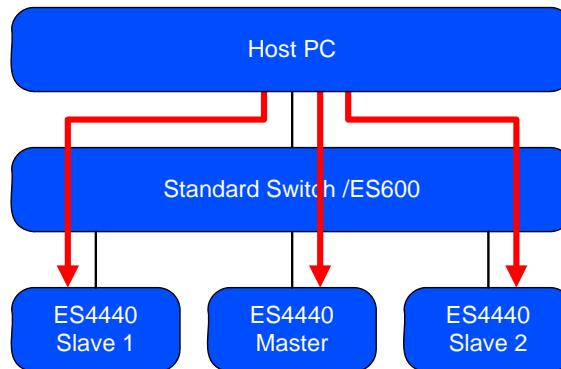 Host PC
Standard Switch /ES600
ES4440
Slave 1
ES4440
Master
ES4440
Slave 2